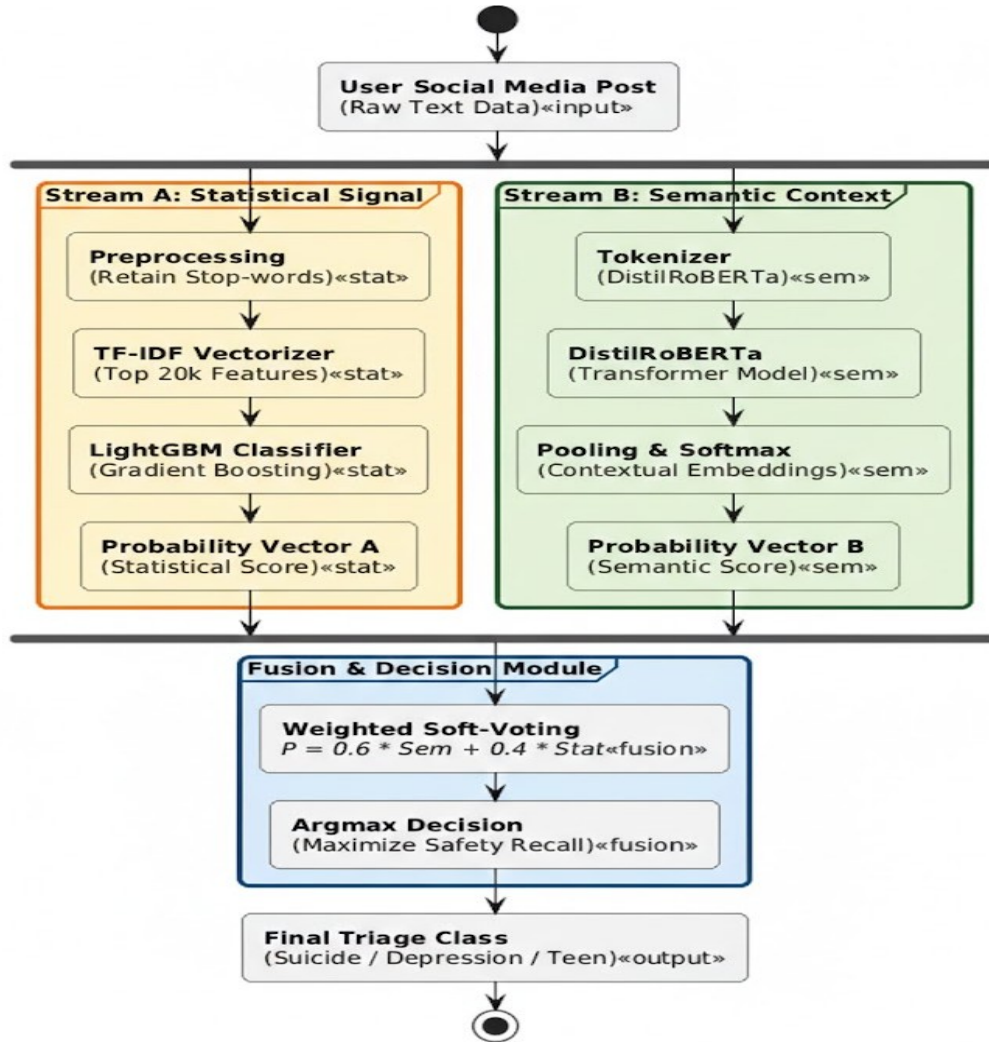 User Social Media Post
(Raw Text Data)«input»
Stream A: Statistical Signal
Preprocessing
(Retain Stop-words)«stat»
TF-IDF Vectorizer
(Top 20k Features)«stat»
LightGBM Classifier
(Gradient Boosting)«stat»
Probability Vector A
(Statistical Score)«stat»
Stream B: Semantic Context
Tokenizer
(DistilRoBERTa)«sem»
DistilRoBERTa
(Transformer Model)«sem»
Pooling & Softmax
(Contextual Embeddings)«sem»
Probability Vector B
(Semantic Score)«sem»
Fusion & Decision Module
Weighted Soft-Voting
P = 0.6 * Sem + 0.4 * Stat«fusion»
Argmax Decision
(Maximize Safety Recall)«fusion»
Final Triage Class
(Suicide / Depression / Teen)«output»